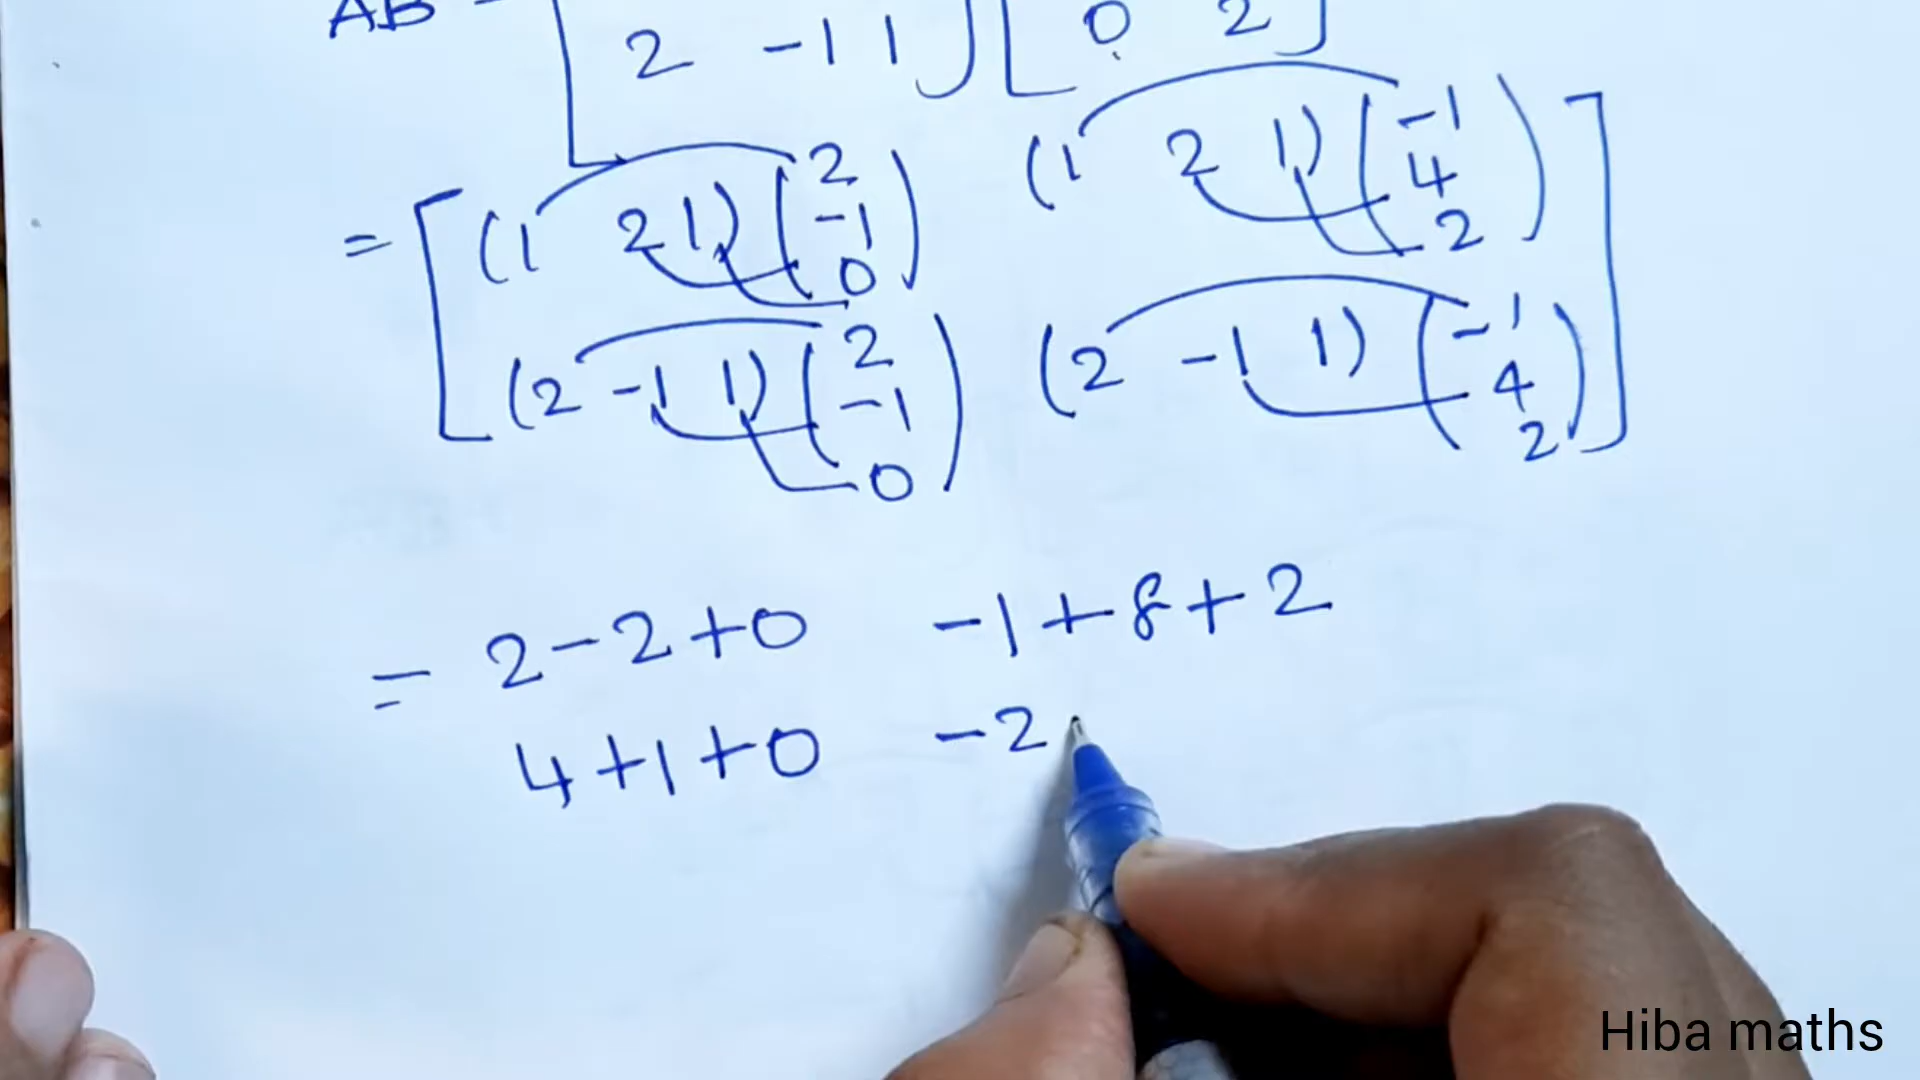 AB
2 -1 1] [0 2]
= [(1 2 1) (2 -1 0) (1 2 1) (-1 4 2)
(2 -1 1) (2 -1 0) (2 -1 1) (-1 4 2)]
= 2-2+0 -1+8+2
4+1+0 -2
Hiba maths